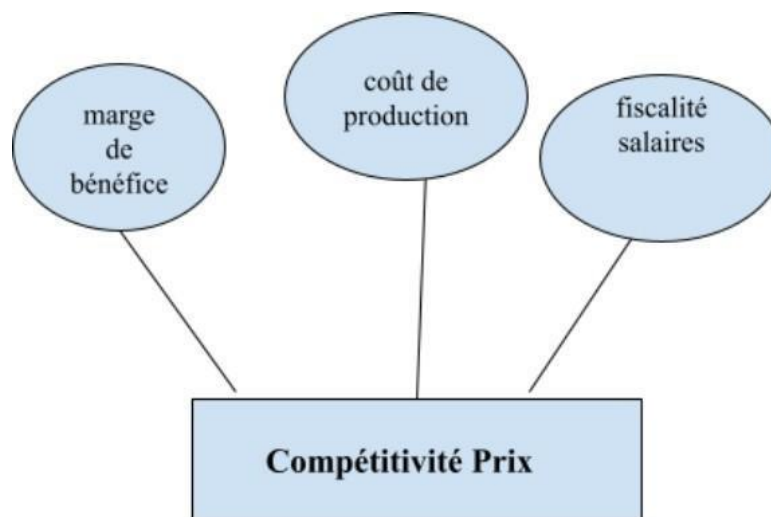 marge
de
bénéfice
coût de
production
fiscalité
salaires
Compétitivité Prix